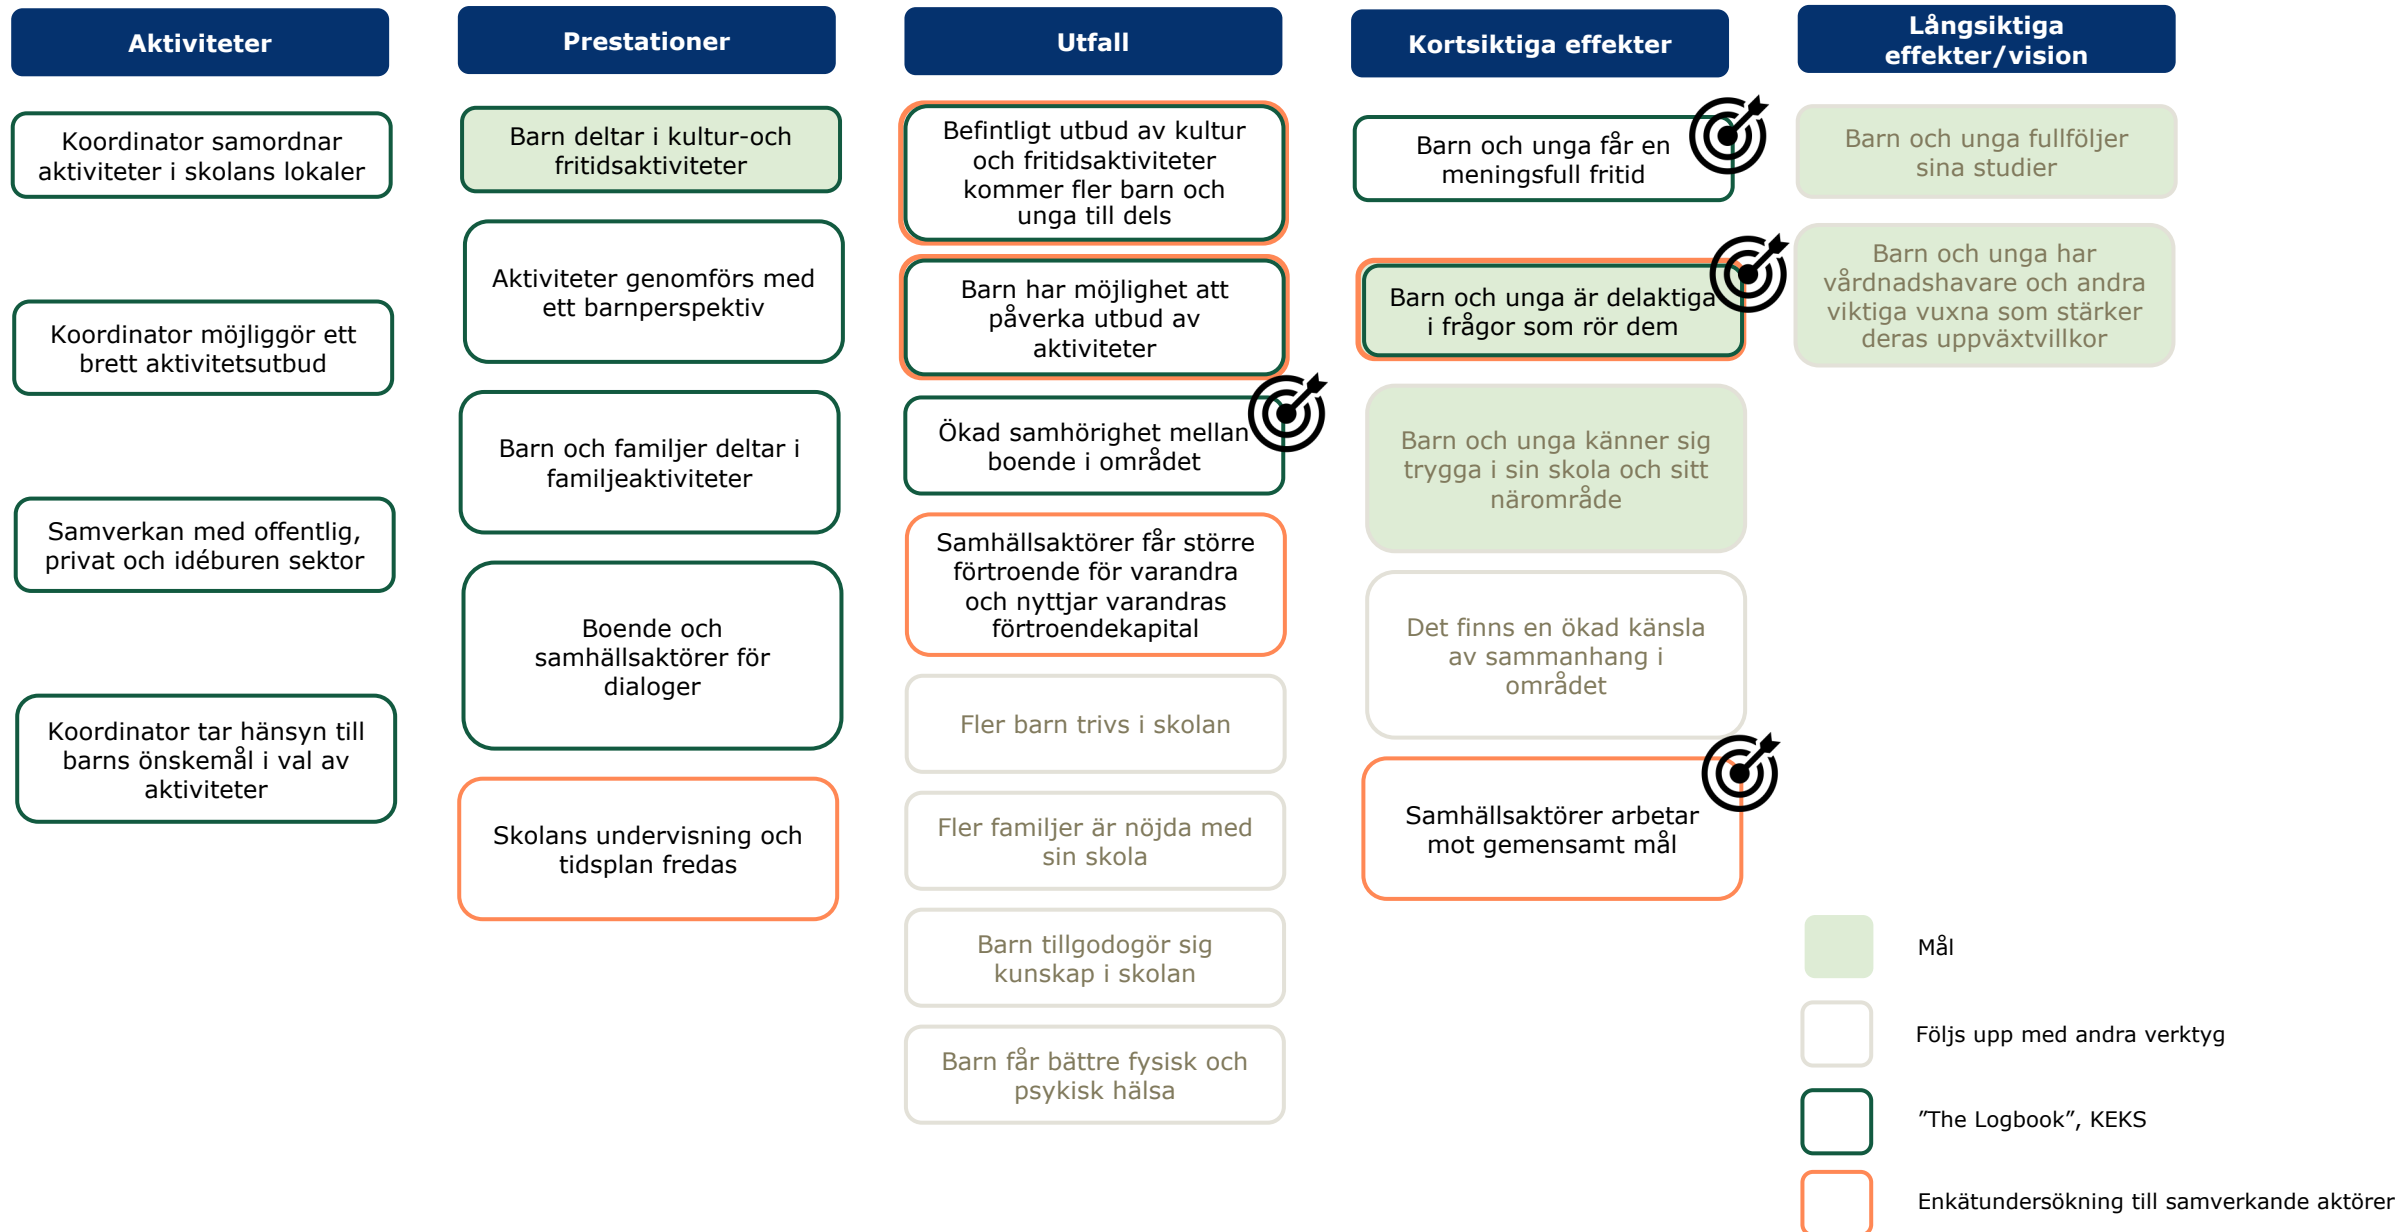 Aktiviteter
Koordinator samordnar
aktiviteter i skolans lokaler
Koordinator möjliggör ett
brett aktivitetsutbud
Samverkan med offentlig,
privat och idéburen sektor
Koordinator tar hänsyn till
barns önskemål i val av
aktiviteter
Prestationer
Barn deltar i kultur-och
fritidsaktiviteter
Aktiviteter genomförs med
ett barnperspektiv
Barn och familjer deltar i
familjeaktiviteter
Boende och
samhällsaktörer för
dialoger
Skolans undervisning och
tidsplan fredas
Utfall
Befintligt utbud av kultur
och fritidsaktiviteter
kommer fler barn och
unga till dels
Barn har möjlighet att
påverka utbud av
aktiviteter
Ökad samhörighet mellan
boende i området
Samhällsaktörer får större
förtroende för varandra
och nyttjar varandras
förtroendekapital
Fler barn trivs i skolan
Fler familjer är nöjda med
sin skola
Barn tillgodogör sig
kunskap i skolan
Barn får bättre fysisk och
psykisk hälsa
Kortsiktiga effekter
Barn och unga får en
meningsfull fritid
Barn och unga är delaktiga
i frågor som rör dem
Barn och unga känner sig
trygga i sin skola och sitt
närområde
Det finns en ökad känsla
av sammanhang i
området
Samhällsaktörer arbetar
mot gemensamt mål
Långsiktiga
effekter/vision
Barn och unga fullföljer
sina studier
Barn och unga har
vårdnadshavare och andra
viktiga vuxna som stärker
deras uppväxtvillkor
Mål
Följs upp med andra verktyg
”The Logbook”, KEKS
Enkätundersökning till samverkande aktörer